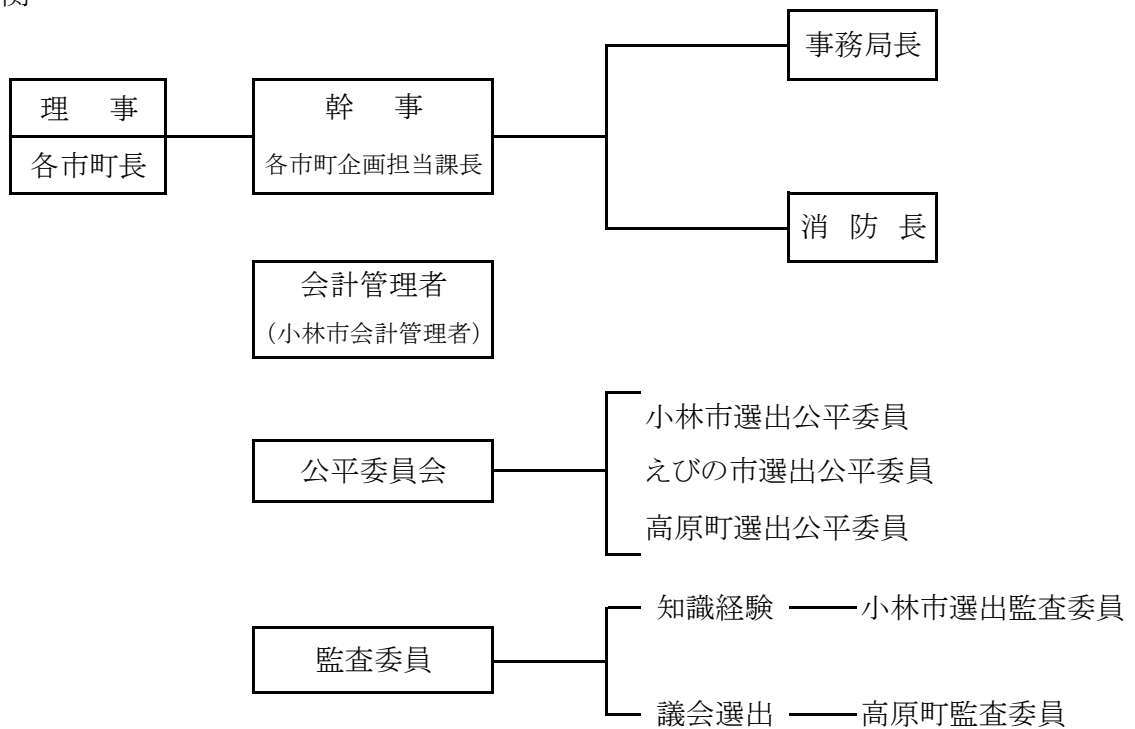 事務局長
理 事
各市町長
幹 事
各市町企画担当課長
消 防 長
会計管理者
(小林市会計管理者)
公平委員会
小林市選出公平委員
えびの市選出公平委員
高原町選出公平委員
監査委員
知識経験
小林市選出監査委員
議会選出
高原町監査委員